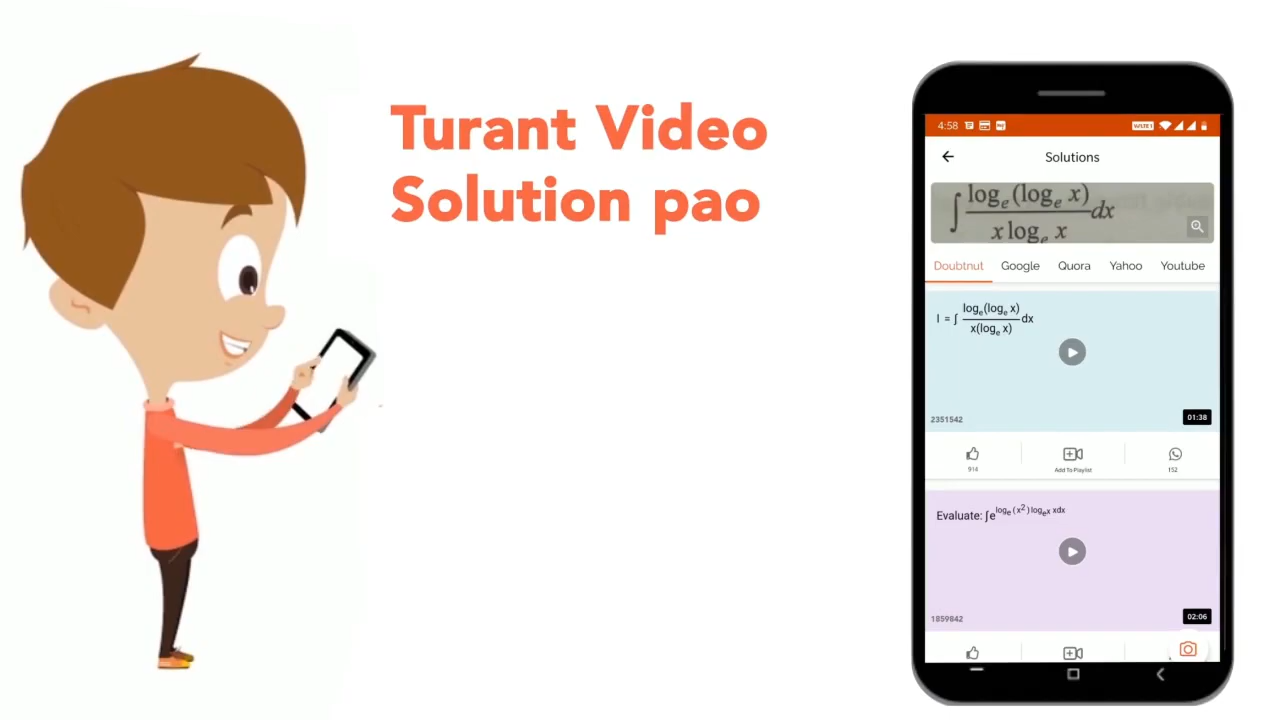 Turant Video
Solution pao
4:58
Solutions
∫ logₑ(logₑ x) / x logₑ x dx
Doubtnut Google Quora Yahoo Youtube
I = ∫ logₑ(logₑ x) / x(logₑ x) dx
2351542 01:38
914 Add To Playlist 152
Evaluate: ∫e^logₑ(x²)logₑx xdx
1859842 02:06